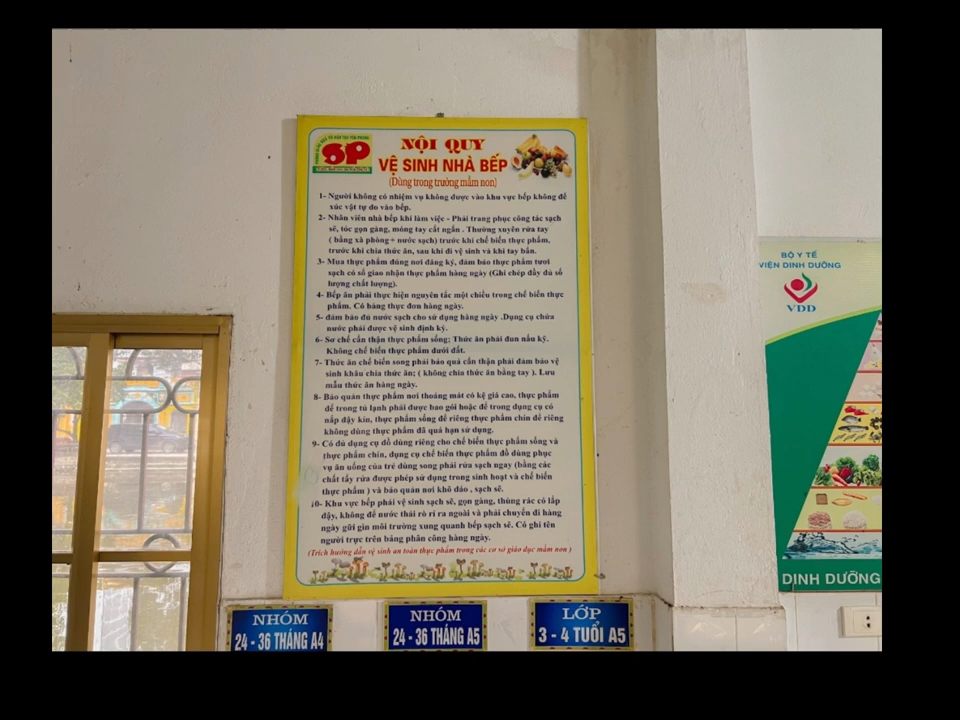 SP
NỘI QUY
VỆ SINH NHÀ BẾP
(Dùng trong trường mầm non)
1- Người không có nhiệm vụ không được vào khu vực bếp không để
xúc vật tự do vào bếp.
2- Nhân viên nhà bếp khi làm việc - Phải trang phục công tác sạch
sẽ, tóc gọn gàng, móng tay cắt ngắn . Thường xuyên rửa tay
( bằng xà phòng + nước sạch) trước khi chế biến thực phẩm,
trước khi chia thức ăn, sau khi đi vệ sinh và khi tay bẩn.
3- Mua thực phẩm đúng nơi đăng ký, đảm bảo thực phẩm tươi
sạch có sổ giao nhận thực phẩm hàng ngày (Ghi chép đầy đủ số
lượng chất lượng).
4- Bếp ăn phải thực hiện nguyên tắc một chiều trong chế biến thực
phẩm. Có bảng thực đơn hàng ngày.
5- đảm bảo đủ nước sạch cho sử dụng hàng ngày .Dụng cụ chứa
nước phải được vệ sinh định kỳ.
6- Sơ chế cẩn thận thực phẩm sống; Thức ăn phải đun nấu kỹ.
Không chế biến thực phẩm dưới đất.
7- Thức ăn chế biến song phải bảo quả cẩn thận phải đảm bảo vệ
sinh khâu chia thức ăn; ( không chia thức ăn bằng tay ). Lưu
mẫu thức ăn hàng ngày.
8- Bảo quản thực phẩm nơi thoáng mát có kệ giá cao, thực phẩm
để trong tủ lạnh phải được bao gói hoặc để trong dụng cụ có
nắp đậy kín, thực phẩm sống để riêng thực phẩm chín để riêng
không dùng thực phẩm đã quá hạn sử dụng.
9- Có đủ dụng cụ đồ dùng riêng cho chế biến thực phẩm sống và
thực phẩm chín, dụng cụ chế biến thực phẩm đồ dùng phục
vụ ăn uống của trẻ dùng song phải rửa sạch ngay (bằng các
chất tẩy rửa được phép sử dụng trong sinh hoạt và chế biến
thực phẩm ) và bảo quản nơi khô dáo , sạch sẽ.
10- Khu vực bếp phải vệ sinh sạch sẽ, gọn gàng, thùng rác có lắp
đậy, không để nước thải rò rỉ ra ngoài và phải chuyển đi hàng
ngày gữi gìn môi trường xung quanh bếp sạch sẽ. Có ghi tên
người trực trên bảng phân công hàng ngày.
(Trích hướng dẫn vệ sinh an toàn thực phẩm trong các cơ sở giáo dục mầm non )
BỘ Y TẾ
VIỆN DINH DƯỠNG
VDD
DINH DƯỠNG
NHÓM
24 - 36 THÁNG A4
NHÓM
24 - 36 THÁNG A5
LỚP
3 - 4 TUỔI A5